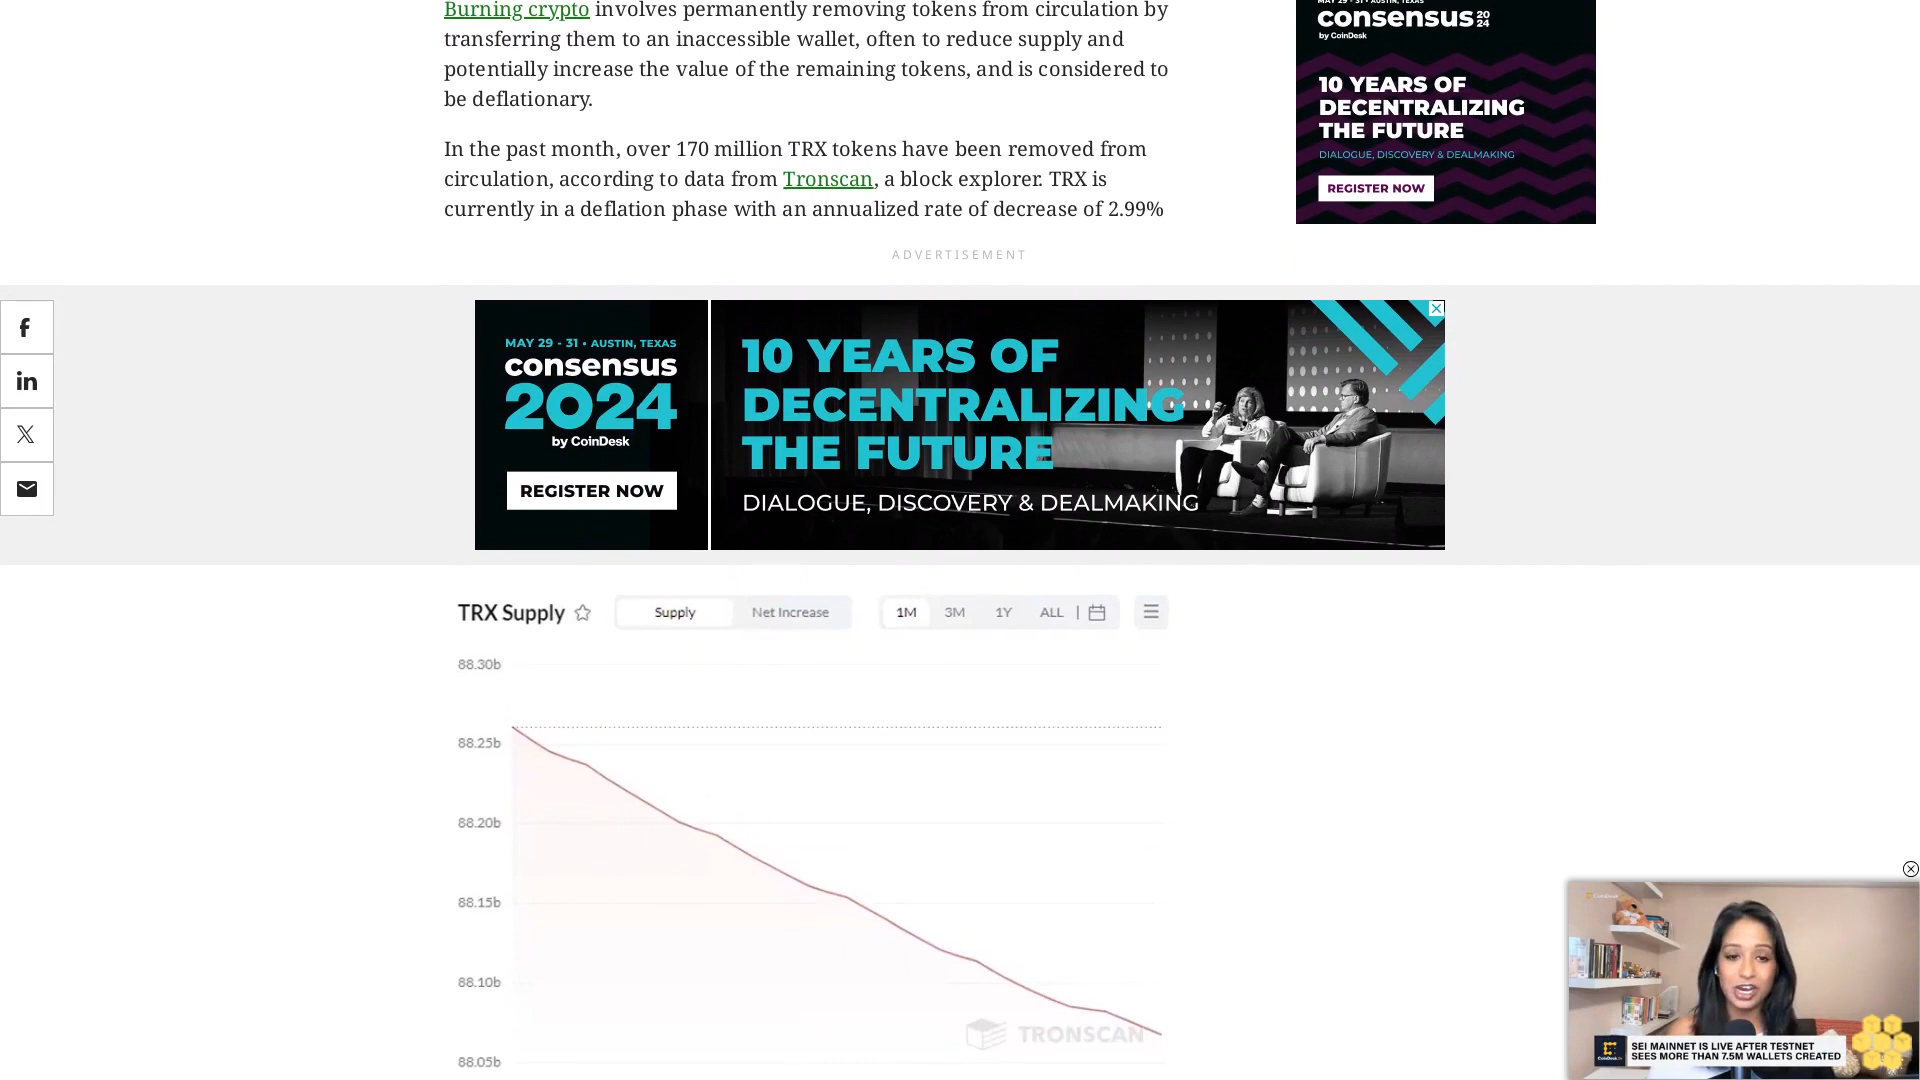 Burning crypto involves permanently removing tokens from circulation by
transferring them to an inaccessible wallet, often to reduce supply and
potentially increase the value of the remaining tokens, and is considered to
be deflationary.
In the past month, over 170 million TRX tokens have been removed from
circulation, according to data from Tronscan, a block explorer. TRX is
currently in a deflation phase with an annualized rate of decrease of 2.99%
MAY 29 - 31 • AUSTIN, TEXAS
consensus 20 24
by CoinDesk
10 YEARS OF
DECENTRALIZING
THE FUTURE
DIALOGUE, DISCOVERY & DEALMAKING
REGISTER NOW
ADVERTISEMENT
MAY 29 - 31 • AUSTIN, TEXAS
consensus
2024
by CoinDesk
REGISTER NOW
10 YEARS OF
DECENTRALIZING
THE FUTURE
DIALOGUE, DISCOVERY & DEALMAKING
TRX Supply
Supply Net Increase
1M 3M 1Y ALL
88.30b
88.25b
88.20b
88.15b
88.10b
88.05b
TRONSCAN
SEI MAINNET IS LIVE AFTER TESTNET
SEES MORE THAN 7.5M WALLETS CREATED